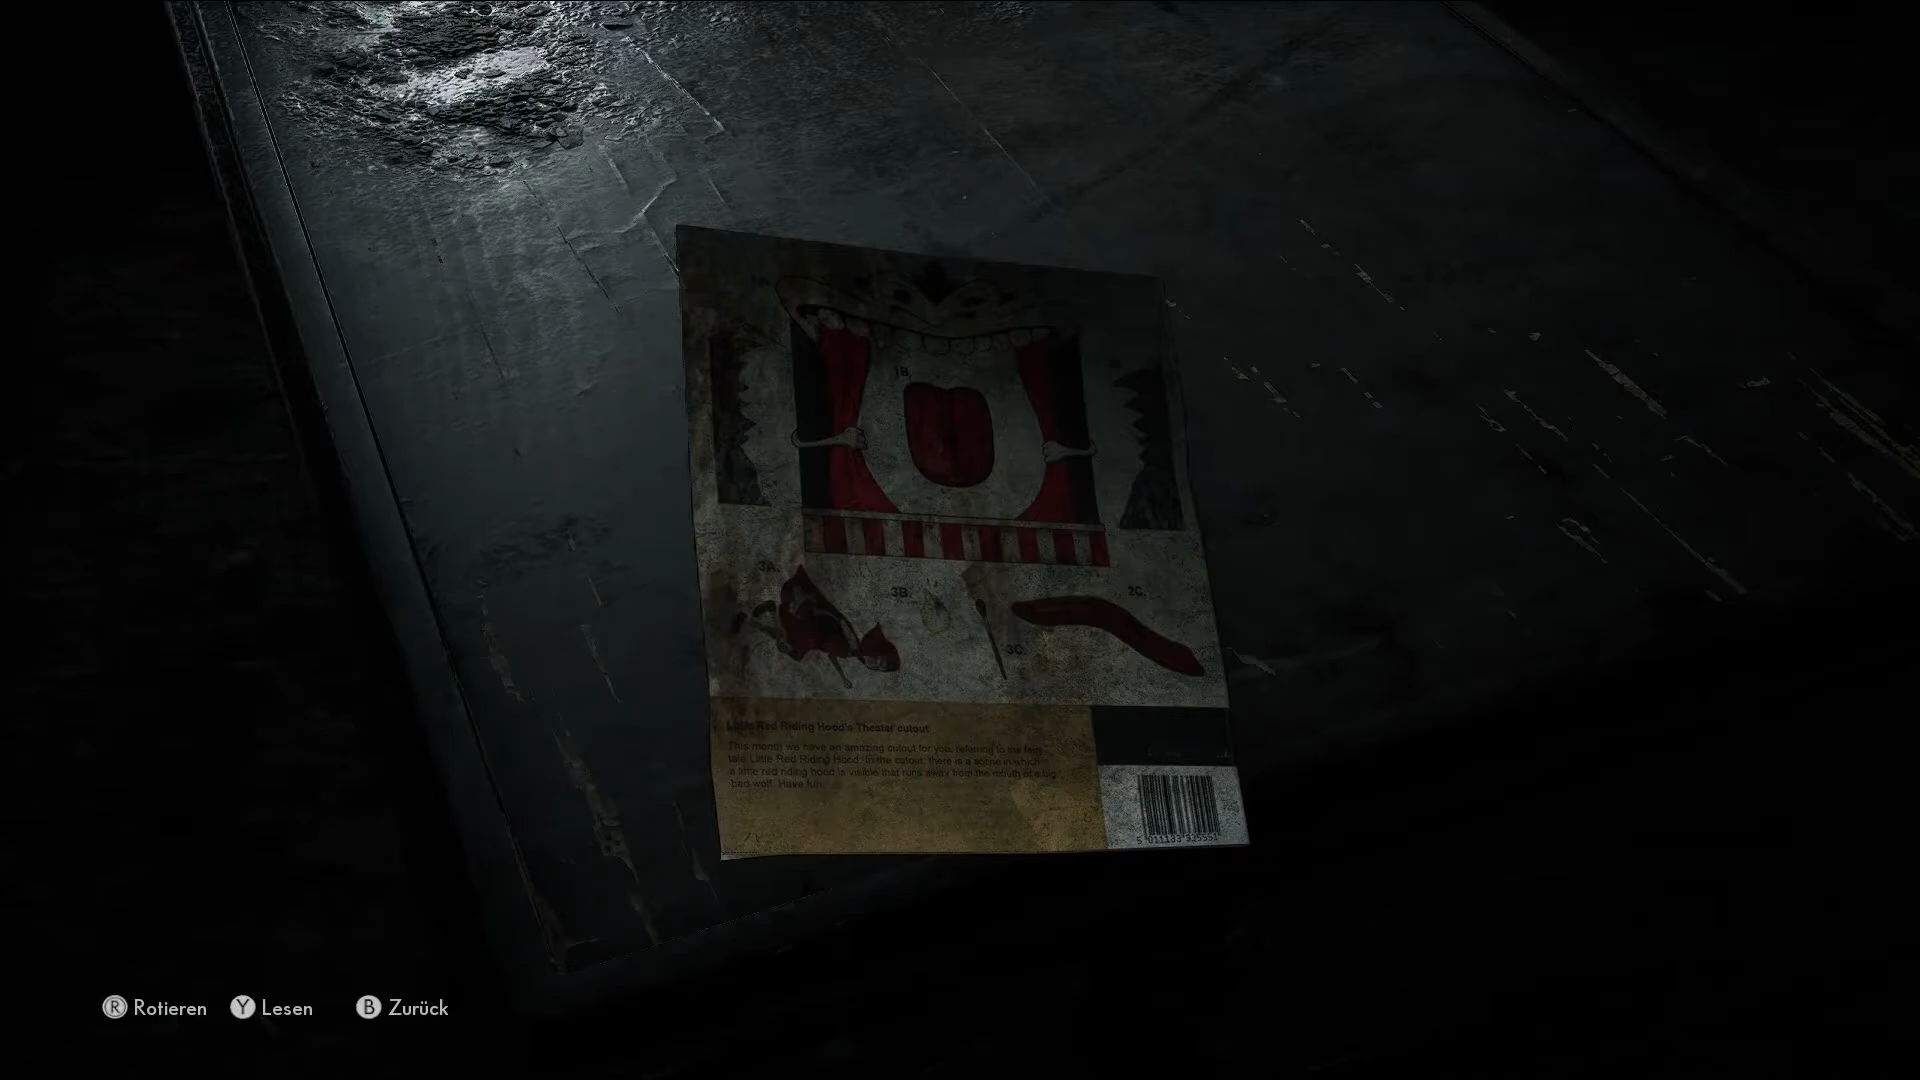 1B.
3A.
3B.
2C.
3C.
Little Red Riding Hood's Theater cutout
This month we have an amazing cutout for you, referring to the fairy
tale Little Red Riding Hood. In the cutout, there is a scene in which
a little red riding hood is visible that runs away from the mouth of a big
bad wolf. Have fun.
5 011133 935551
R Rotieren Y Lesen B Zurück